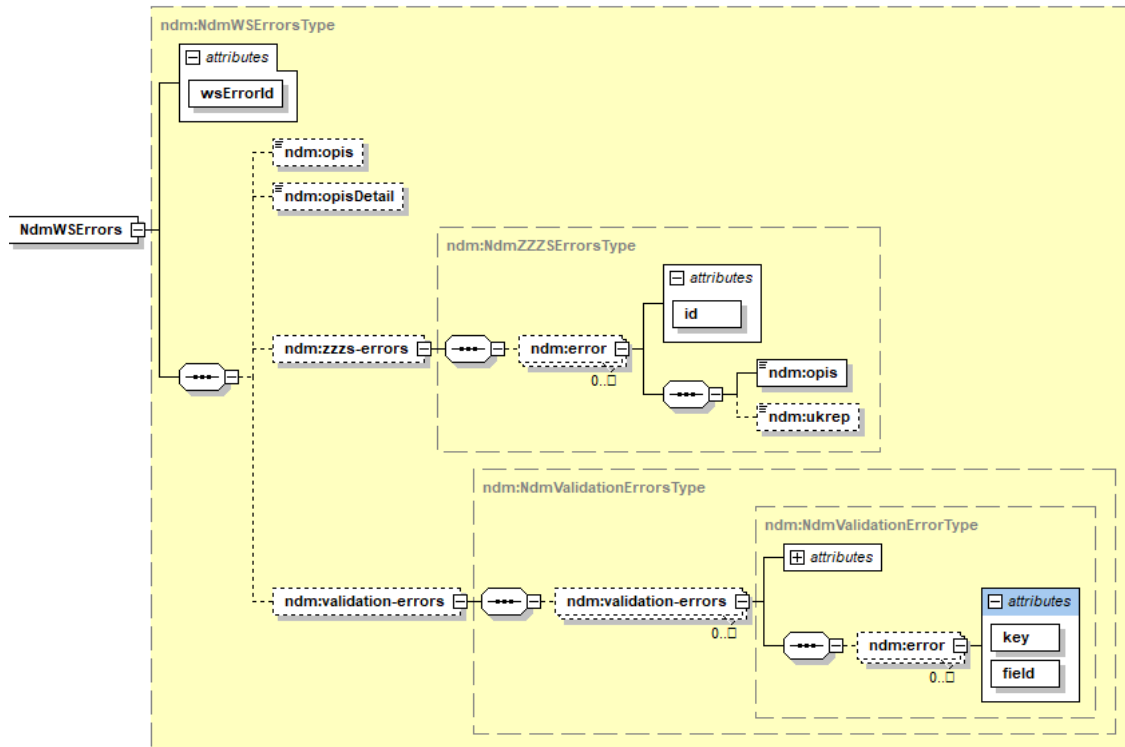 ndm:NdmWSErrorsType
attributes
wsErrorId
ndm:opis
ndm:opisDetail
NdmWSErrors
ndm:NdmZZZSErrorsType
attributes
id
ndm:zzzs-errors
ndm:error
0..□
ndm:opis
ndm:ukrep
ndm:NdmValidationErrorsType
ndm:NdmValidationErrorType
attributes
ndm:validation-errors
ndm:validation-errors
0..□
attributes
key
ndm:error
field
0..□